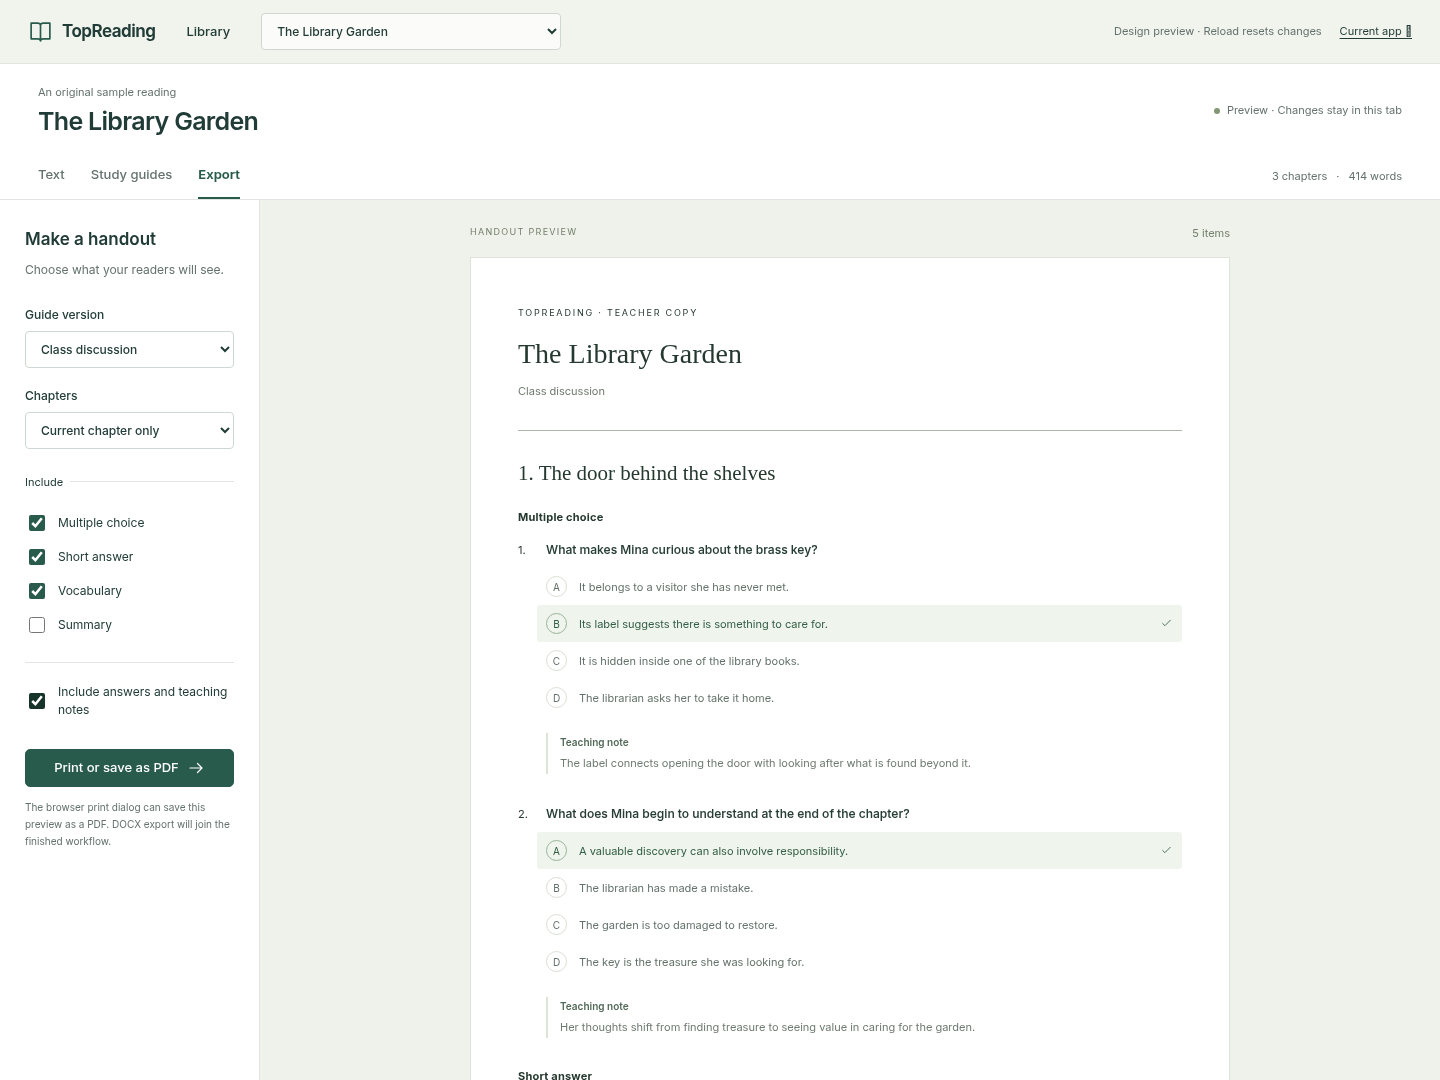 TopReading
Library
The Library Garden
Design preview · Reload resets changes
Current app
An original sample reading
The Library Garden
Preview · Changes stay in this tab
Text
Study guides
Export
3 chapters · 414 words
Make a handout
Choose what your readers will see.
Guide version
Class discussion
Chapters
Current chapter only
Include
Multiple choice
Short answer
Vocabulary
Summary
Include answers and teaching
notes
Print or save as PDF →
The browser print dialog can save this
preview as a PDF. DOCX export will join the
finished workflow.
HANDOUT PREVIEW
5 items
TOPREADING · TEACHER COPY
The Library Garden
Class discussion
1. The door behind the shelves
Multiple choice
1. What makes Mina curious about the brass key?
A It belongs to a visitor she has never met.
B Its label suggests there is something to care for.
C It is hidden inside one of the library books.
D The librarian asks her to take it home.
Teaching note
The label connects opening the door with looking after what is found beyond it.
2. What does Mina begin to understand at the end of the chapter?
A A valuable discovery can also involve responsibility.
B The librarian has made a mistake.
C The garden is too damaged to restore.
D The key is the treasure she was looking for.
Teaching note
Her thoughts shift from finding treasure to seeing value in caring for the garden.
Short answer